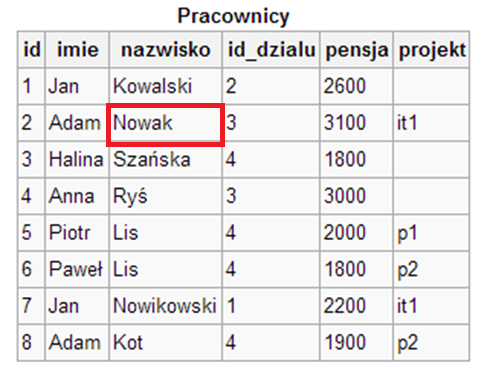 Pracownicy
id imie nazwisko id_dzialu pensja projekt
1 Jan Kowalski 2 2600
2 Adam Nowak 3 3100 it1
3 Halina Szańska 4 1800
4 Anna Ryś 3 3000
5 Piotr Lis 4 2000 p1
6 Paweł Lis 4 1800 p2
7 Jan Nowikowski 1 2200 it1
8 Adam Kot 4 1900 p2